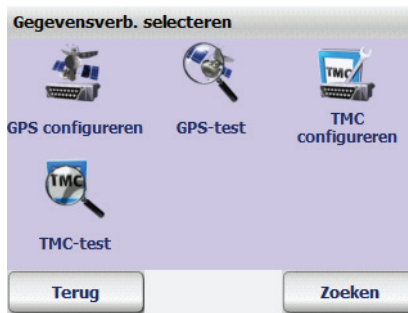 Gegevensverb. selecteren
TMC
GPS configureren
GPS-test
TMC
configureren
TMC
TMC-test
Terug
Zoeken